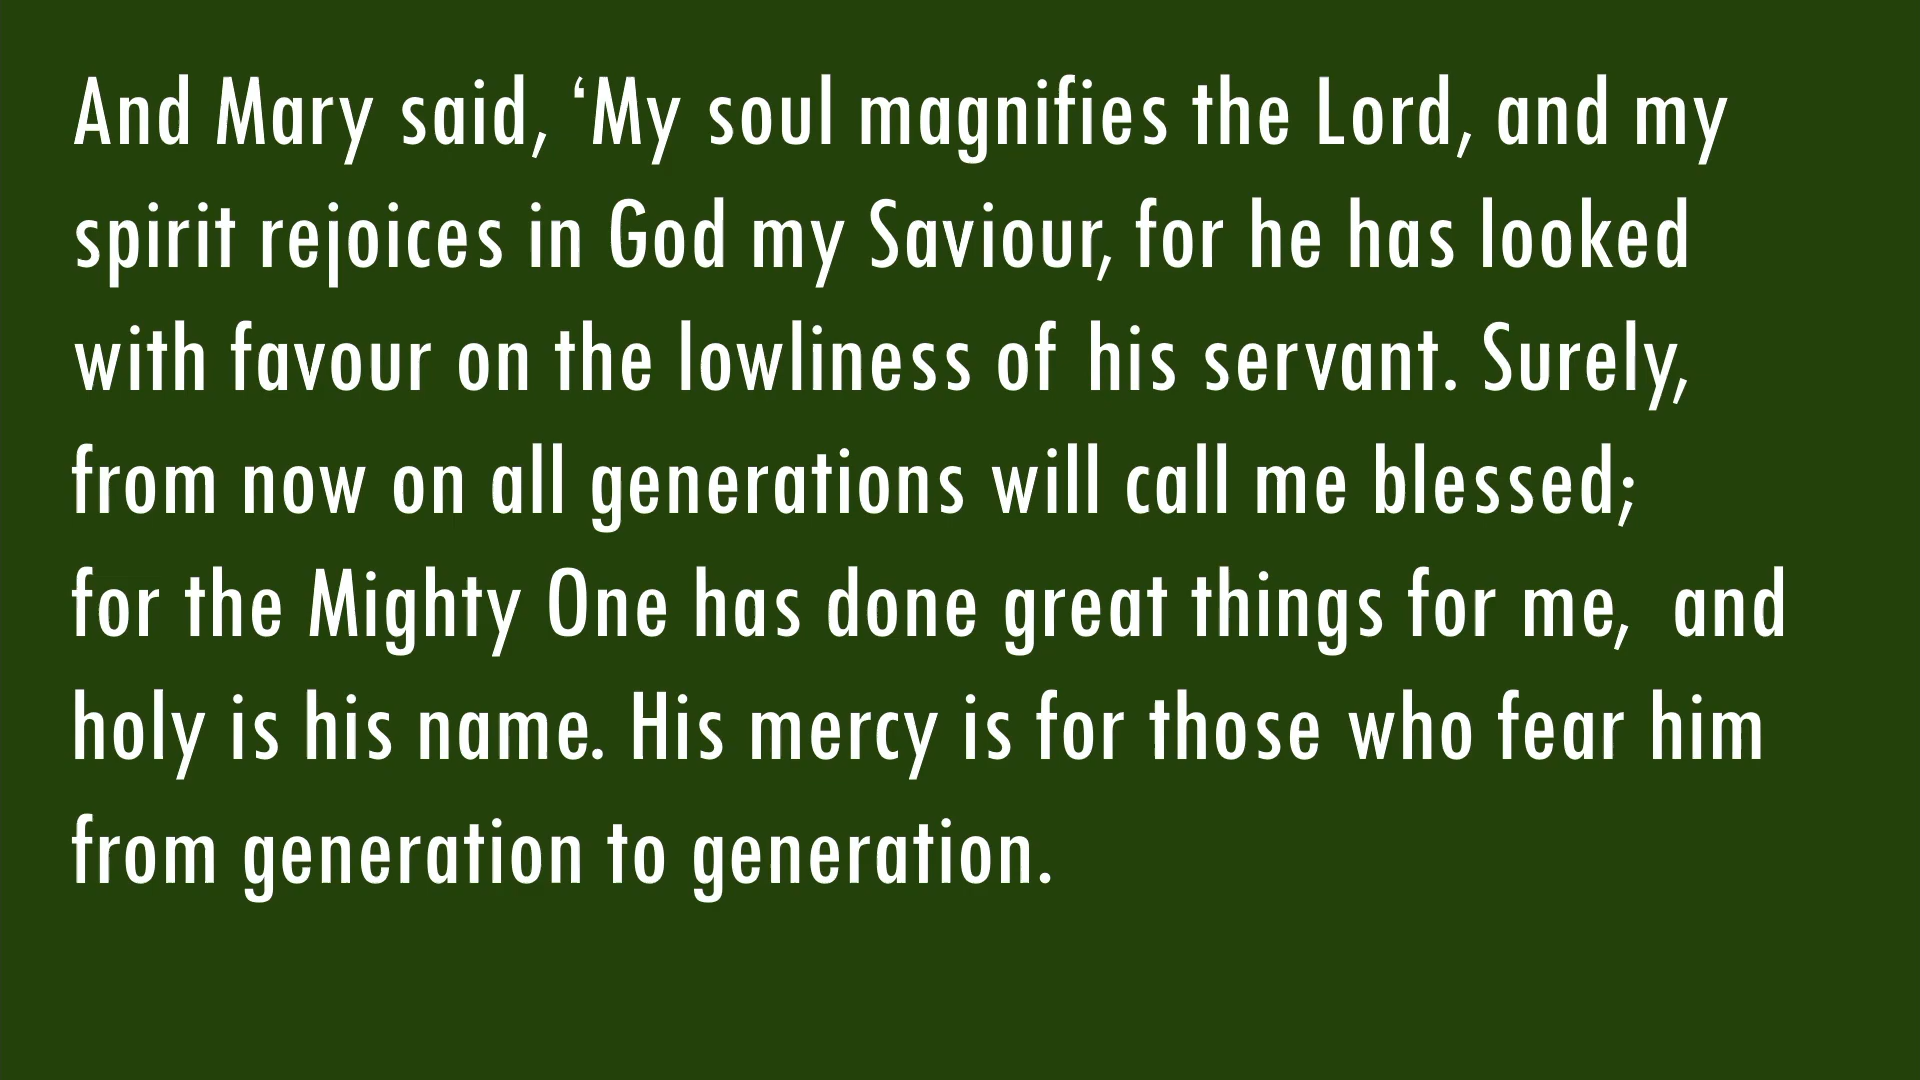 And Mary said, ‘My soul magnifies the Lord, and my
spirit rejoices in God my Saviour, for he has looked
with favour on the lowliness of his servant. Surely,
from now on all generations will call me blessed;
for the Mighty One has done great things for me,  and
holy is his name. His mercy is for those who fear him
from generation to generation.